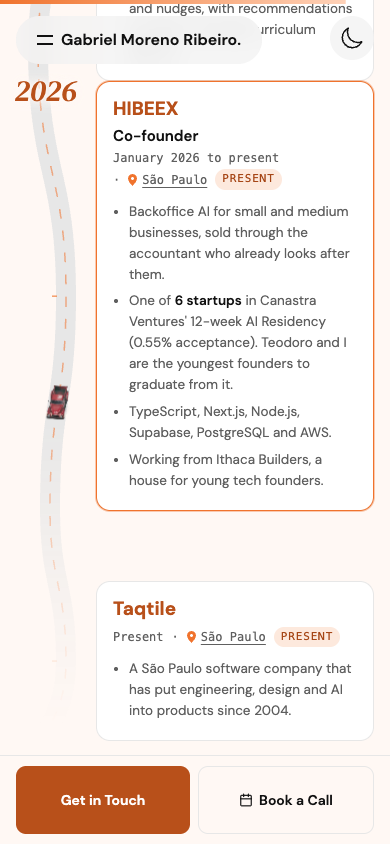 and nudges, with recommendations
Gabriel Moreno Ribeiro.
urriculum
2026
HIBEEX
Co-founder
January 2026 to present
· São Paulo PRESENT
• Backoffice AI for small and medium
businesses, sold through the
accountant who already looks after
them.
• One of 6 startups in Canastra
Ventures' 12-week AI Residency
(0.55% acceptance). Teodoro and I
are the youngest founders to
graduate from it.
• TypeScript, Next.js, Node.js,
Supabase, PostgreSQL and AWS.
• Working from Ithaca Builders, a
house for young tech founders.
Taqtile
Present · São Paulo PRESENT
• A São Paulo software company that
has put engineering, design and AI
into products since 2004.
Get in Touch
Book a Call